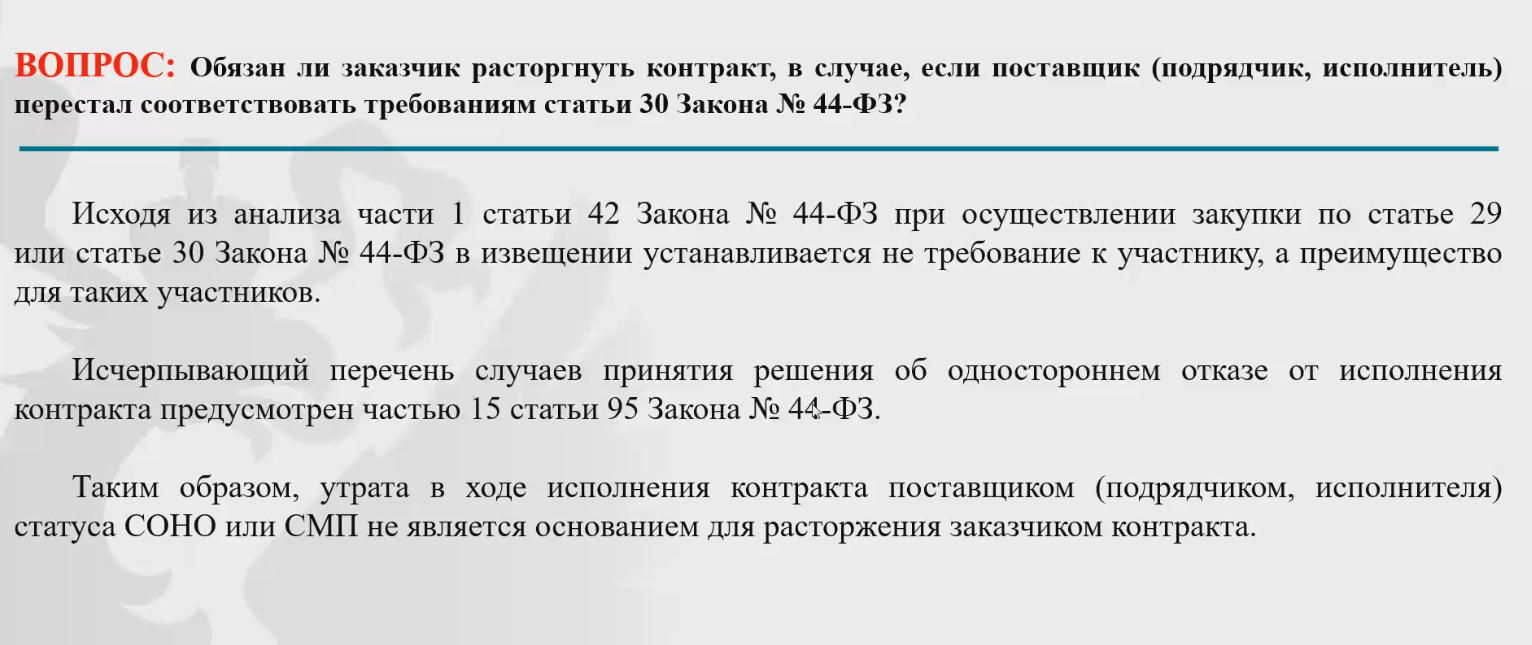 ВОПРОС: Обязан ли заказчик расторгнуть контракт, в случае, если поставщик (подрядчик, исполнитель)
перестал соответствовать требованиям статьи 30 Закона № 44-ФЗ?
Исходя из анализа части 1 статьи 42 Закона № 44-ФЗ при осуществлении закупки по статье 29
или статье 30 Закона № 44-ФЗ в извещении устанавливается не требование к участнику, а преимущество
для таких участников.
Исчерпывающий перечень случаев принятия решения об одностороннем отказе от исполнения
контракта предусмотрен частью 15 статьи 95 Закона № 44-ФЗ.
Таким образом, утрата в ходе исполнения контракта поставщиком (подрядчиком, исполнителя)
статуса СОНО или СМП не является основанием для расторжения заказчиком контракта.